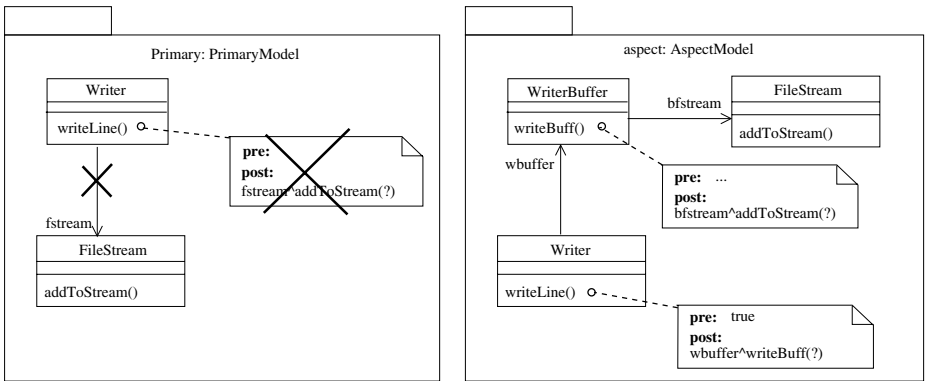 Primary: PrimaryModel
Writer
writeLine()
pre:
post:
fstream^addToStream(?)
fstream
FileStream
addToStream()
aspect: AspectModel
WriterBuffer
writeBuff()
bfstream
FileStream
addToStream()
wbuffer
pre: ...
post:
bfstream^addToStream(?)
Writer
writeLine()
pre: true
post:
wbuffer^writeBuff(?)